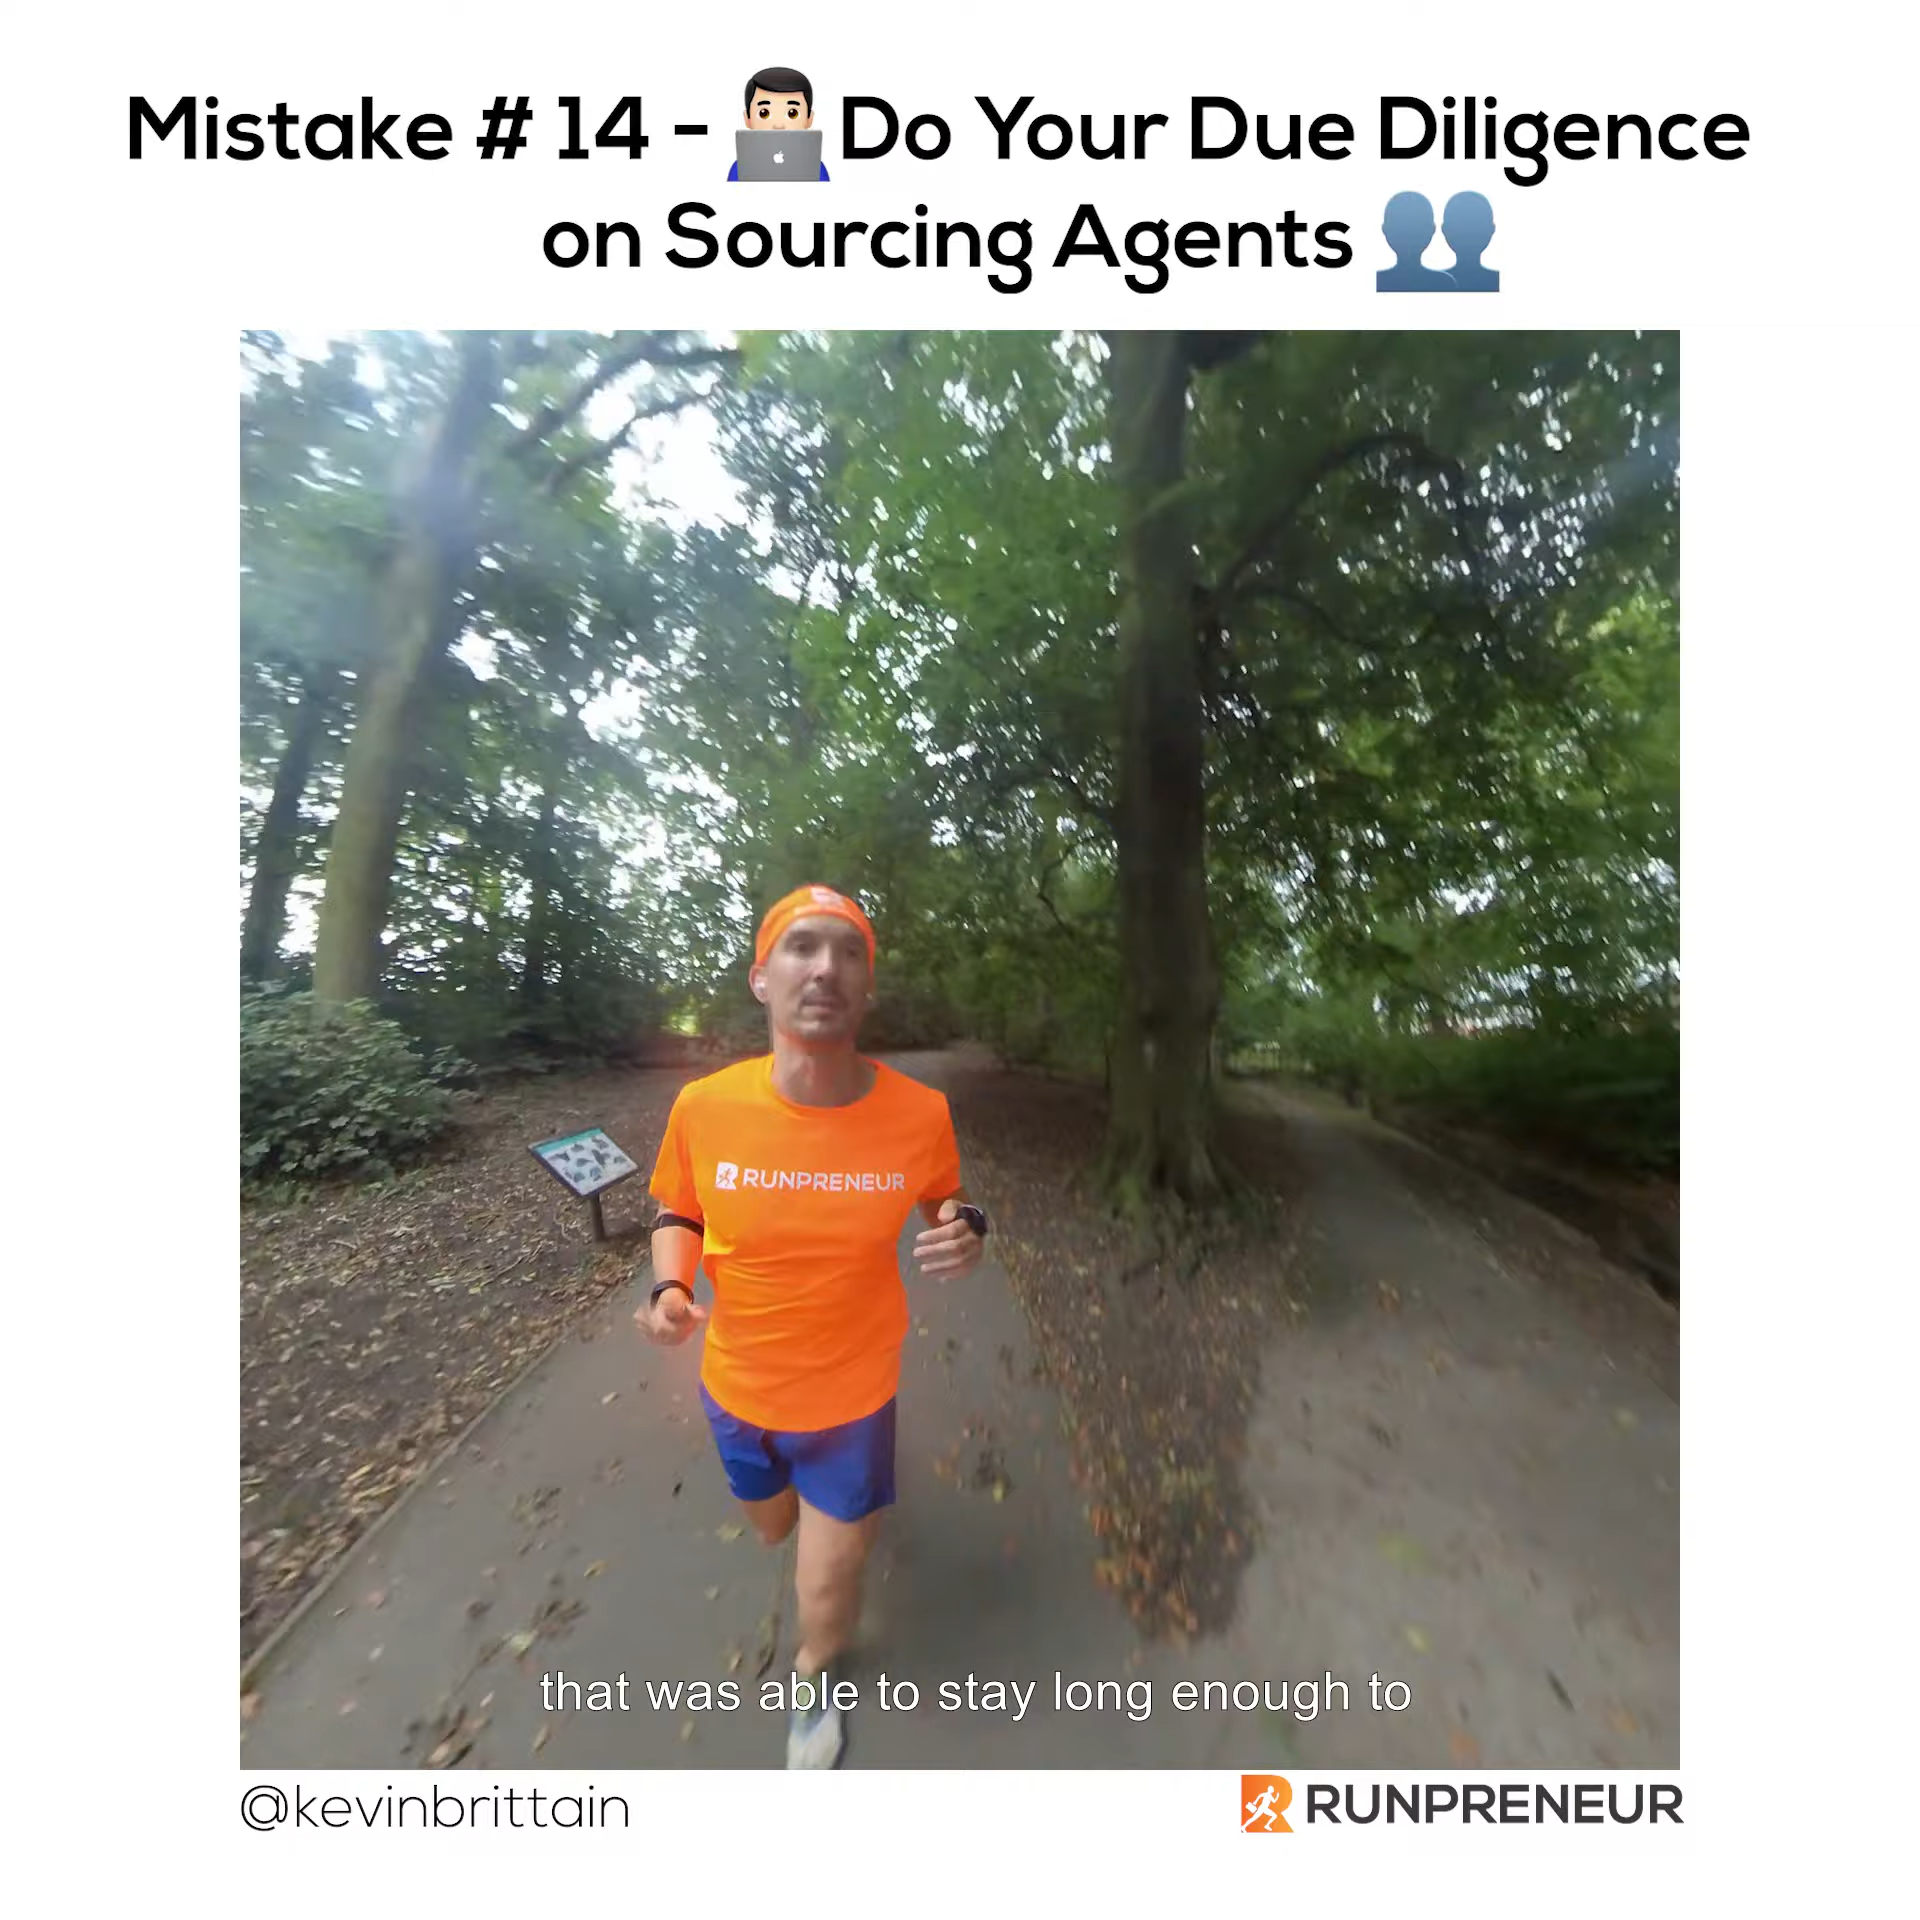 Mistake # 14 - 👨🏻‍💻Do Your Due Diligence
on Sourcing Agents 👥
RUNPRENEUR
that was able to stay long enough to
@kevinbrittain
RUNPRENEUR